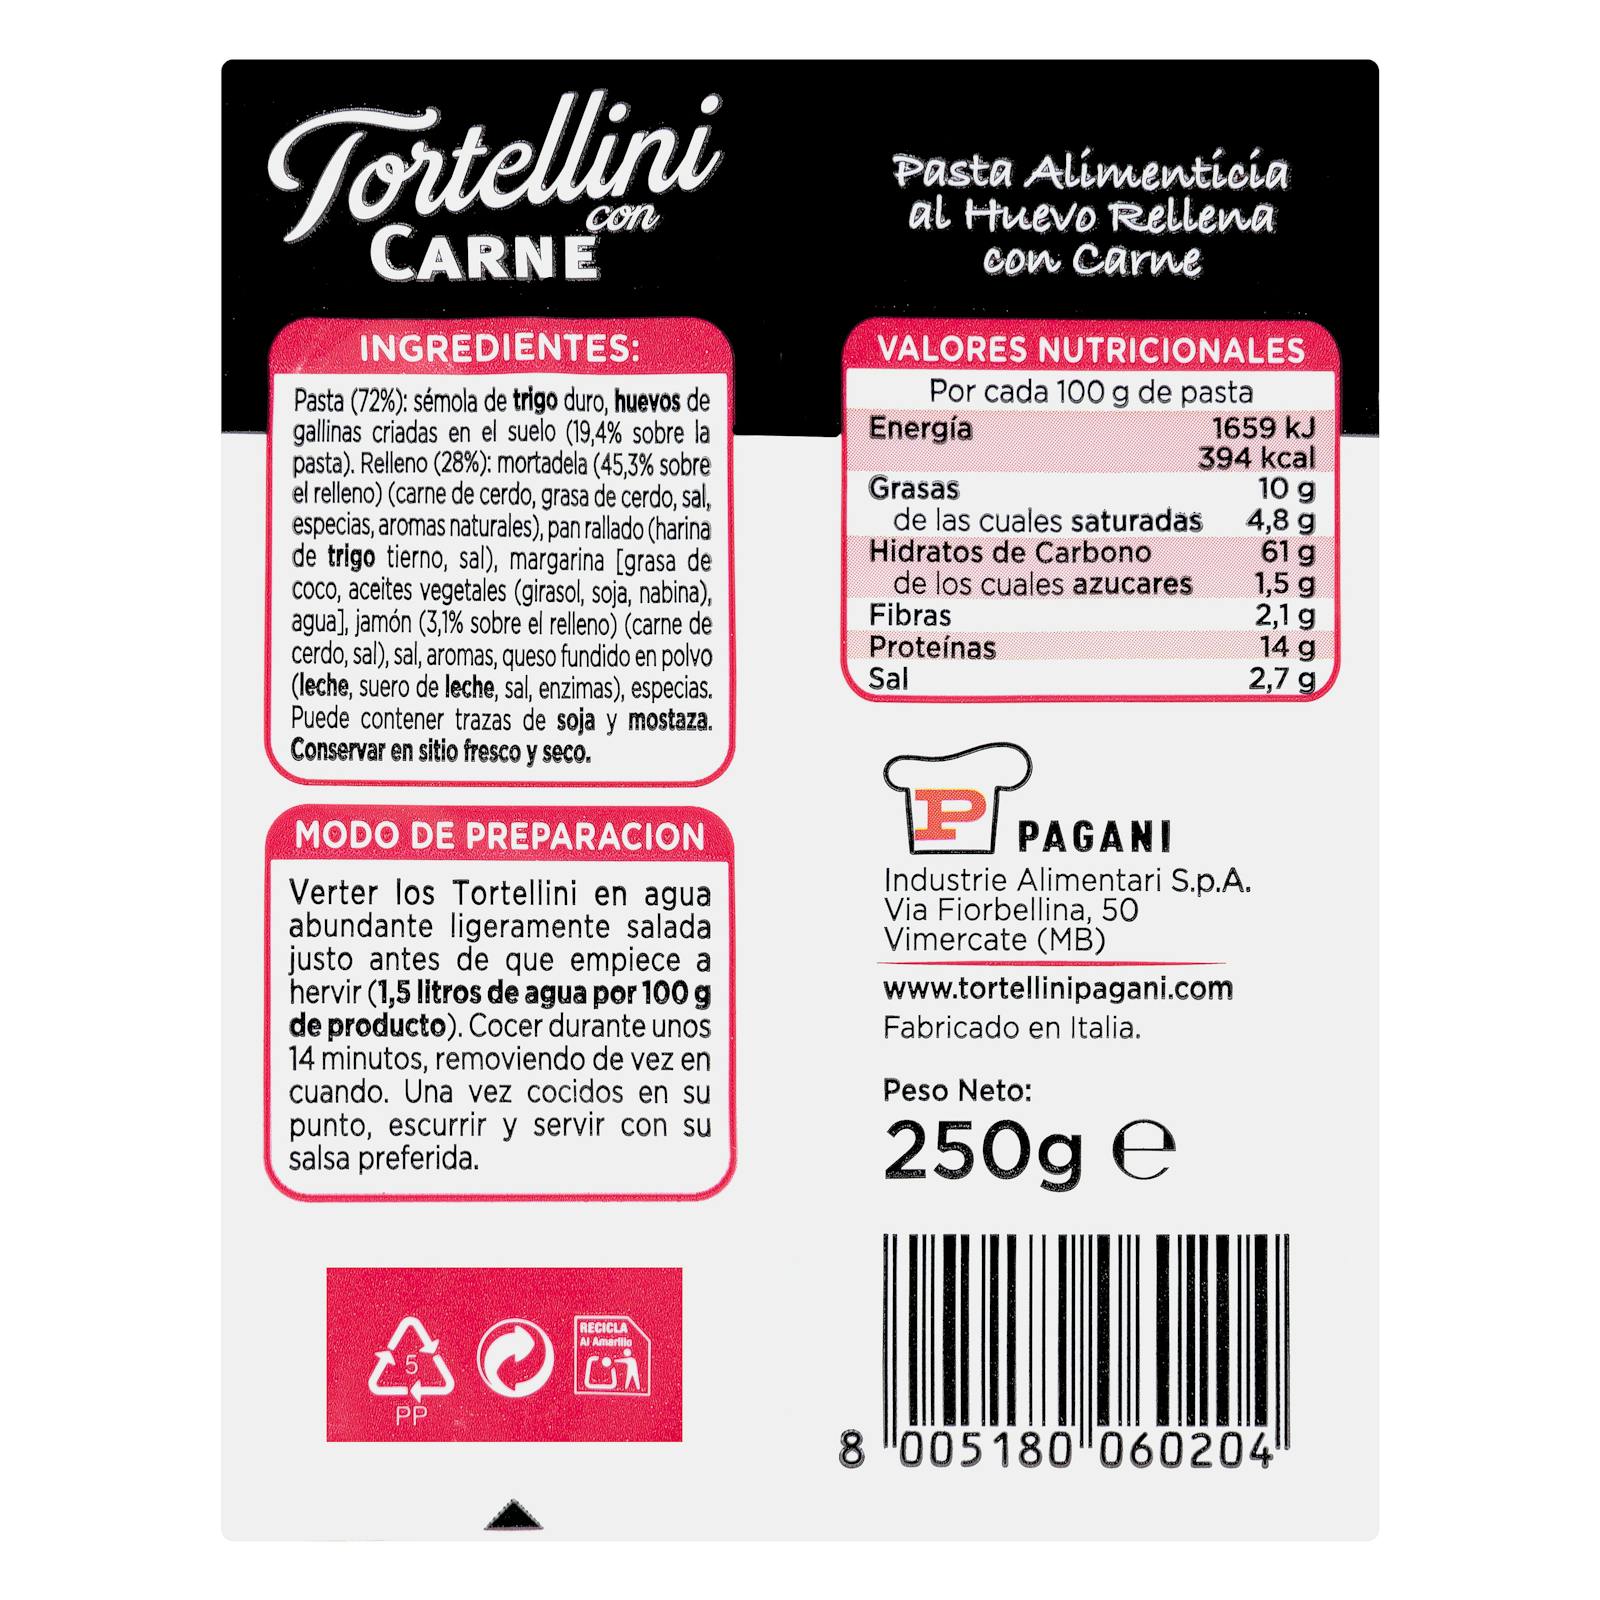 Tortellini
con
CARNE
Pasta Alimenticia
al Huevo Rellena
con Carne
INGREDIENTES:
Pasta (72%): sémola de trigo duro, huevos de
gallinas criadas en el suelo (19,4% sobre la
pasta). Relleno (28%): mortadela (45,3% sobre
el relleno) (carne de cerdo, grasa de cerdo, sal,
especias, aromas naturales), pan rallado (harina
de trigo tierno, sal), margarina [grasa de
coco, aceites vegetales (girasol, soja, nabina),
agua], jamón (3,1% sobre el relleno) (carne de
cerdo, sal), sal, aromas, queso fundido en polvo
(leche, suero de leche, sal, enzimas), especias.
Puede contener trazas de soja y mostaza.
Conservar en sitio fresco y seco.
MODO DE PREPARACION
Verter los Tortellini en agua
abundante ligeramente salada
justo antes de que empiece a
hervir (1,5 litros de agua por 100 g
de producto). Cocer durante unos
14 minutos, removiendo de vez en
cuando. Una vez cocidos en su
punto, escurrir y servir con su
salsa preferida.
5
PP
RECICLA
Al Amarillo
VALORES NUTRICIONALES
Por cada 100 g de pasta
Energía 1659 kJ
394 kcal
Grasas 10 g
de las cuales saturadas 4,8 g
Hidratos de Carbono 61 g
de los cuales azucares 1,5 g
Fibras 2,1 g
Proteínas 14 g
Sal 2,7 g
P PAGANI
Industrie Alimentari S.p.A.
Via Fiorbellina, 50
Vimercate (MB)
www.tortellinipagani.com
Fabricado en Italia.
Peso Neto:
250g e
8 005180 060204